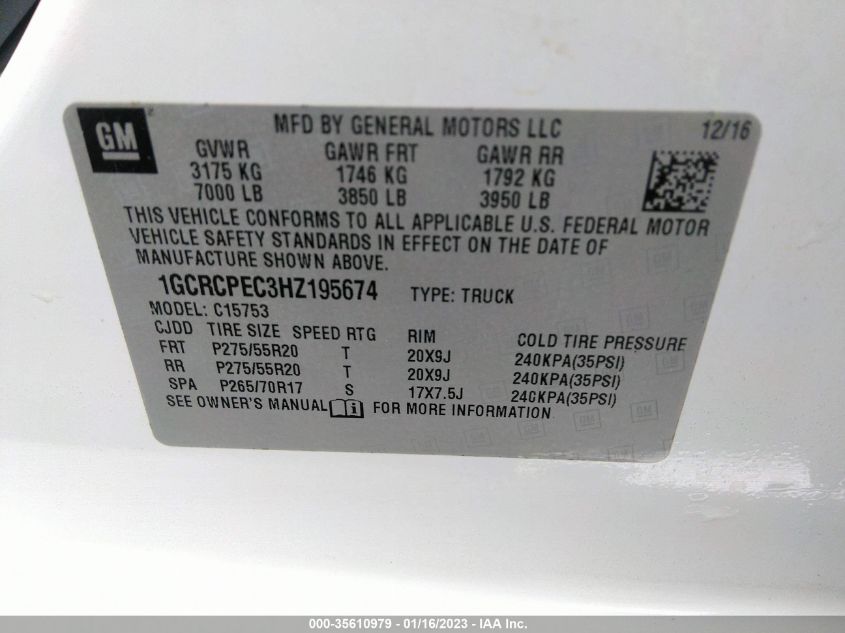 GM
MFD BY GENERAL MOTORS LLC 12/16
GVWR GAWR FRT GAWR RR
3175 KG 1746 KG 1792 KG
7000 LB 3850 LB 3950 LB
THIS VEHICLE CONFORMS TO ALL APPLICABLE U.S. FEDERAL MOTOR
VEHICLE SAFETY STANDARDS IN EFFECT ON THE DATE OF
MANUFACTURE SHOWN ABOVE.
1GCRCPEC3HZ195674 TYPE: TRUCK
MODEL: C15753
CJDD TIRE SIZE SPEED RTG RIM COLD TIRE PRESSURE
FRT P275/55R20 T 20X9J 240KPA(35PSI)
RR P275/55R20 T 20X9J 240KPA(35PSI)
SPA P265/70R17 S 17X7.5J 240KPA(35PSI)
SEE OWNER'S MANUAL FOR MORE INFORMATION
000-35610979 - 01/16/2023 - IAA Inc.